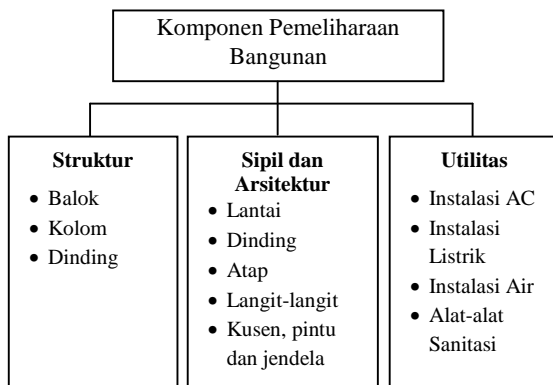 Komponen Pemeliharaan
Bangunan
Struktur
• Balok
• Kolom
• Dinding
Sipil dan
Arsitektur
• Lantai
• Dinding
• Atap
• Langit-langit
• Kusen, pintu
dan jendela
Utilitas
• Instalasi AC
• Instalasi
Listrik
• Instalasi Air
• Alat-alat
Sanitasi